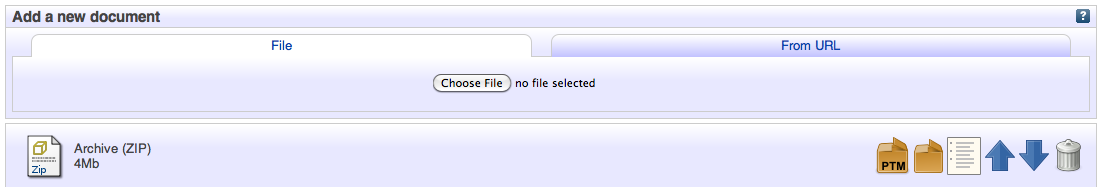 Add a new document
?
File
From URL
Choose File no file selected
Archive (ZIP)
4Mb
Zip
PTM